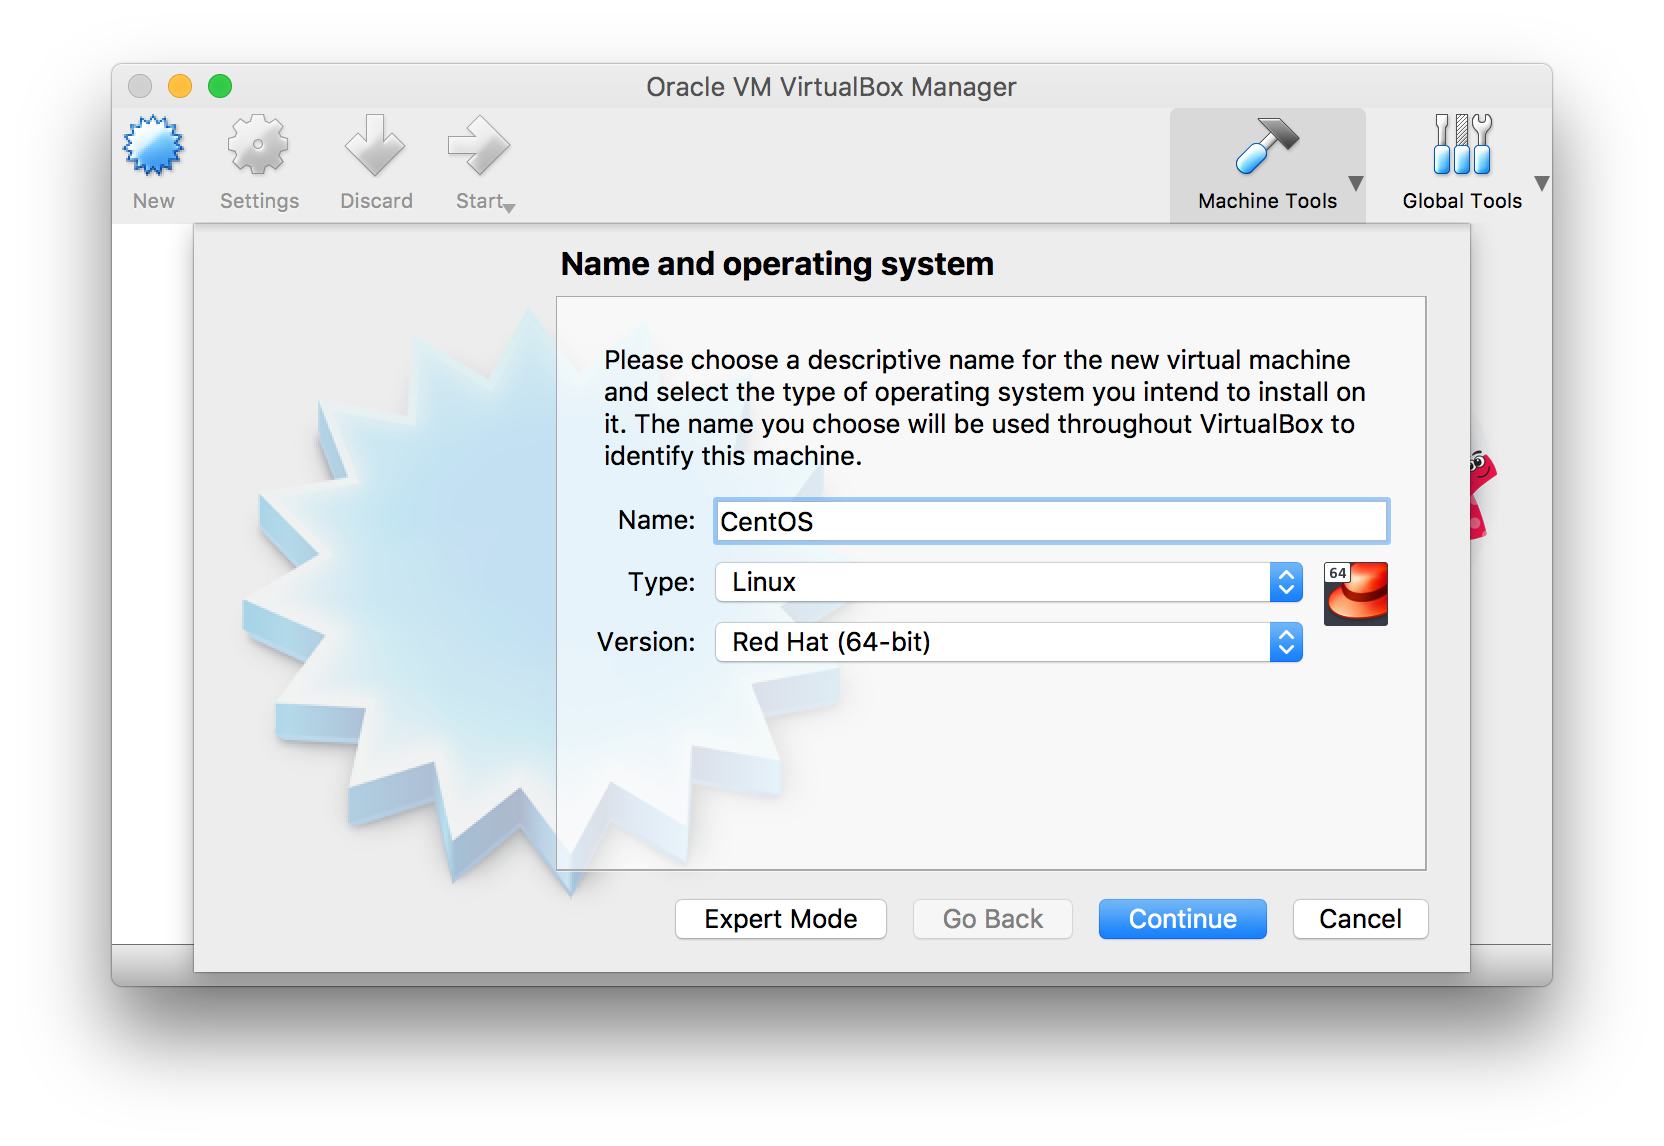 Oracle VM VirtualBox Manager
New
Settings
Discard
Start
Machine Tools
Global Tools
Name and operating system
Please choose a descriptive name for the new virtual machine
and select the type of operating system you intend to install on
it. The name you choose will be used throughout VirtualBox to
identify this machine.
Name: CentOS
Type: Linux
64
Version: Red Hat (64-bit)
Expert Mode
Go Back
Continue
Cancel